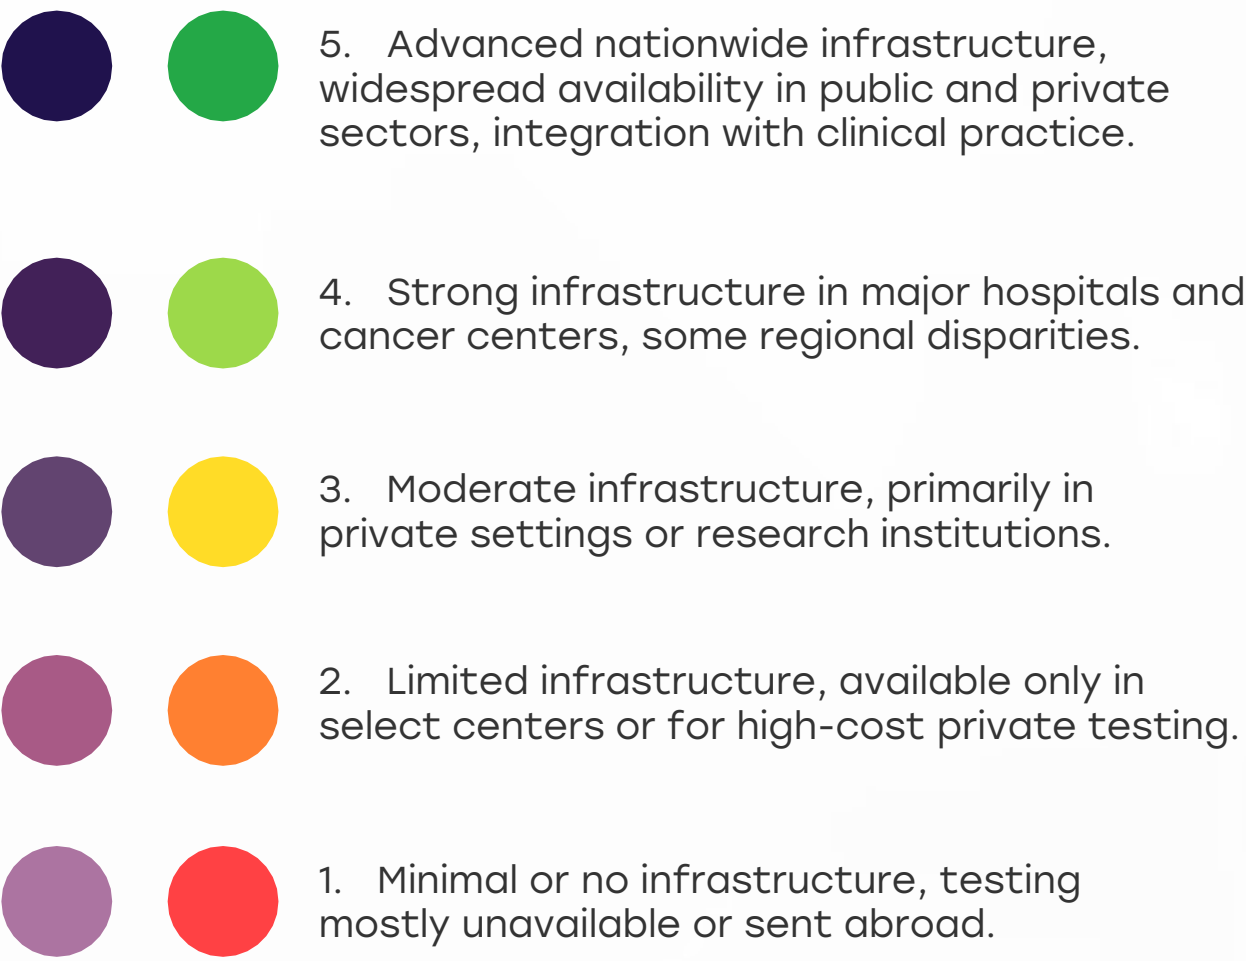 5. Advanced nationwide infrastructure,
widespread availability in public and private
sectors, integration with clinical practice.
4. Strong infrastructure in major hospitals and
cancer centers, some regional disparities.
3. Moderate infrastructure, primarily in
private settings or research institutions.
2. Limited infrastructure, available only in
select centers or for high-cost private testing.
1. Minimal or no infrastructure, testing
mostly unavailable or sent abroad.